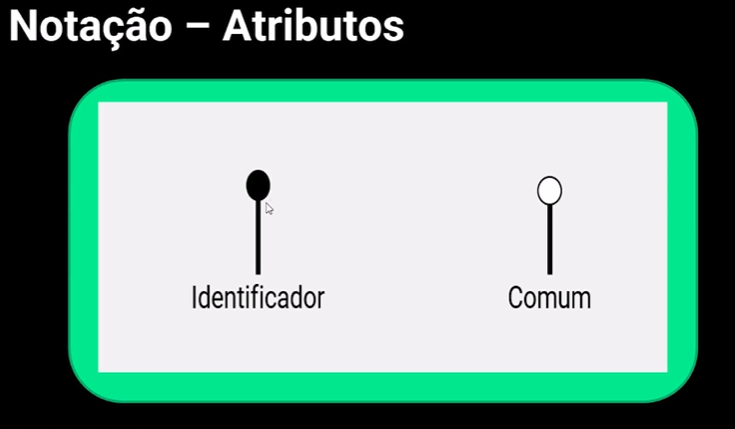 Notação – Atributos
Identificador
Comum